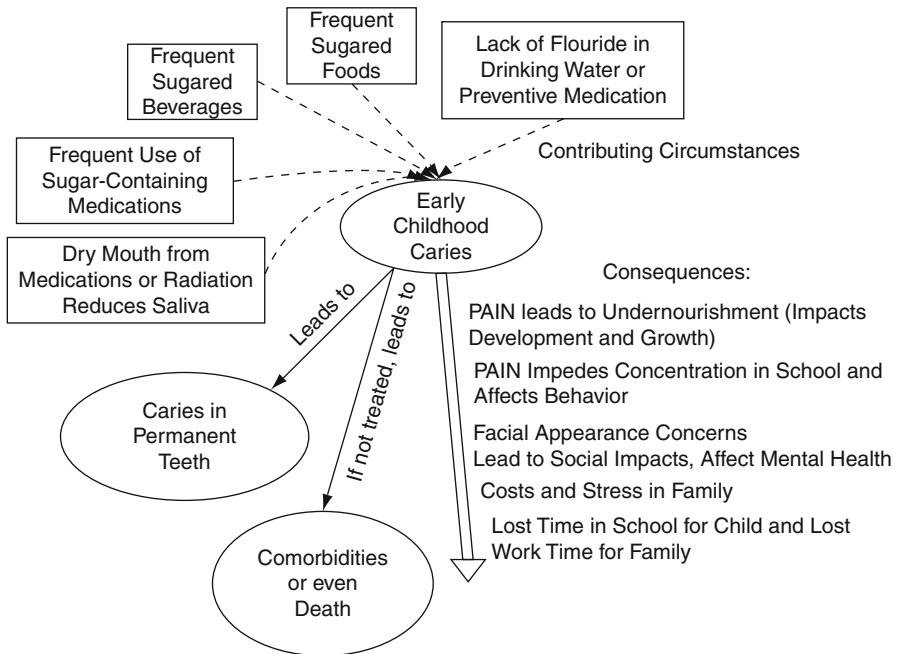 Frequent
Sugared
Beverages
Frequent
Sugared
Foods
Lack of Flouride in
Drinking Water or
Preventive Medication
Contributing Circumstances
Frequent Use of
Sugar-Containing
Medications
Dry Mouth from
Medications or Radiation
Reduces Saliva
Early
Childhood
Caries
Leads to
If not treated, leads to
Caries in
Permanent
Teeth
Comorbidities
or even
Death
Consequences:
PAIN leads to Undernourishment (Impacts
Development and Growth)
PAIN Impedes Concentration in School and
Affects Behavior
Facial Appearance Concerns
Lead to Social Impacts, Affect Mental Health
Costs and Stress in Family
Lost Time in School for Child and Lost
Work Time for Family